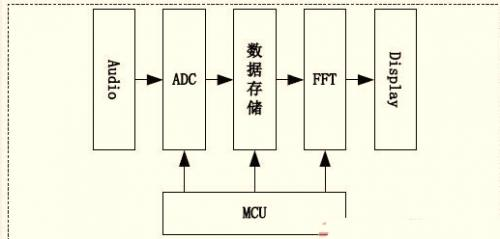 Audio
ADC
数据存储
FFT
Display
MCU